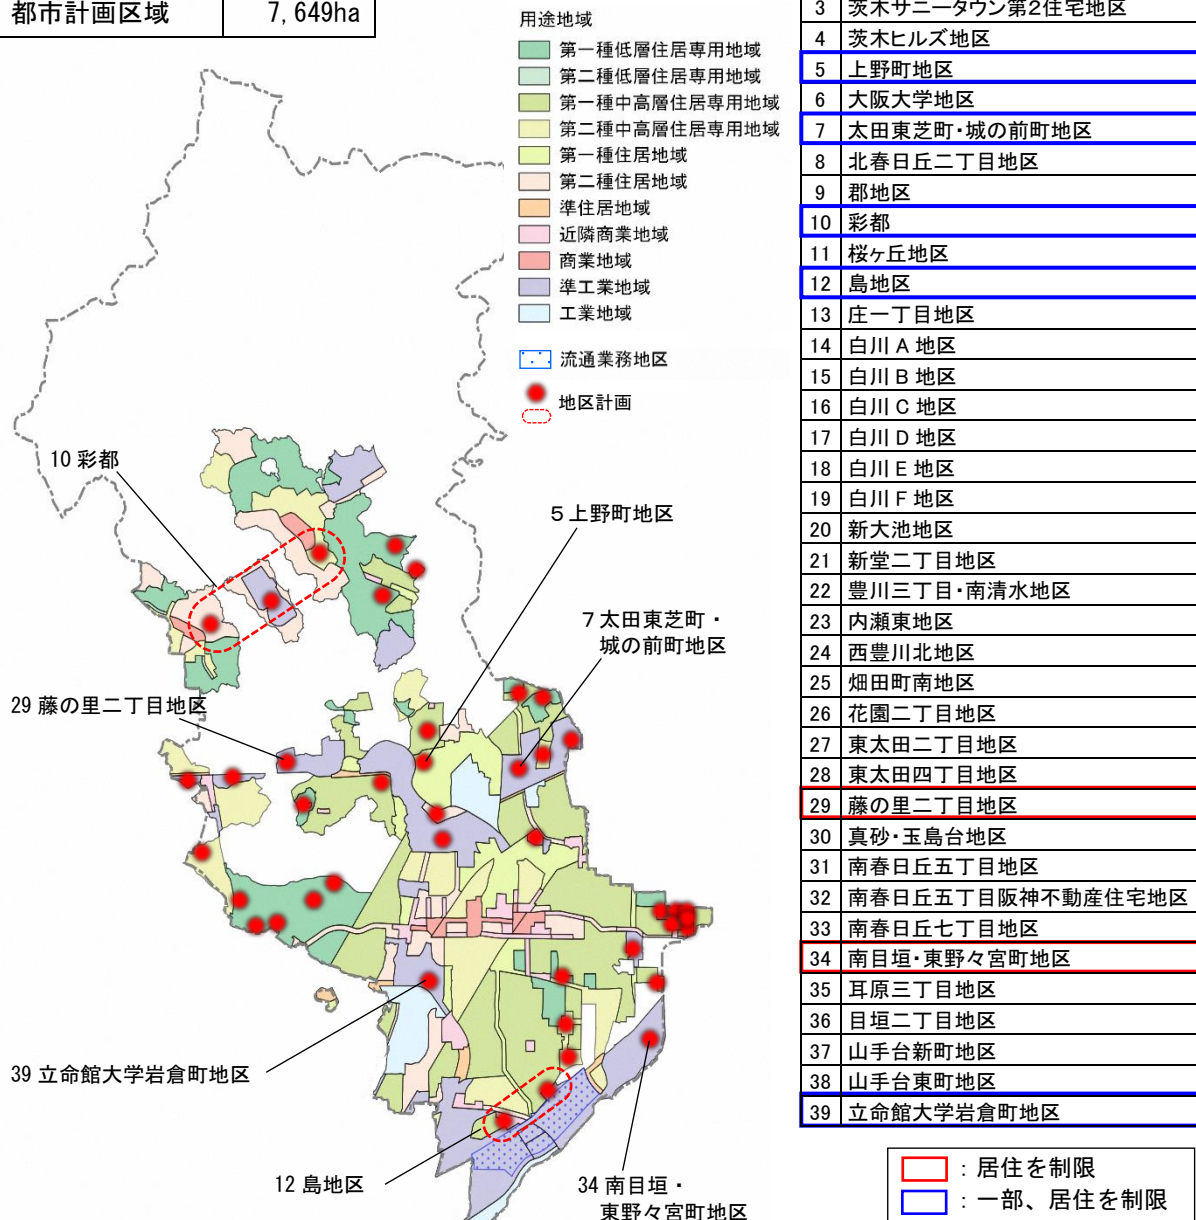 都市計画区域 7,649ha
用途地域
第一種低層住居専用地域
第二種低層住居専用地域
第一種中高層住居専用地域
第二種中高層住居専用地域
第一種住居地域
第二種住居地域
準住居地域
近隣商業地域
商業地域
準工業地域
工業地域
流通業務地区
地区計画
10 彩都
5 上野町地区
7 太田東芝町・
城の前町地区
29 藤の里二丁目地区
39 立命館大学岩倉町地区
12 島地区
34 南目垣・
東野々宮町地区
3 茨木サニータウン第2住宅地区
4 茨木ヒルズ地区
5 上野町地区
6 大阪大学地区
7 太田東芝町・城の前町地区
8 北春日丘二丁目地区
9 郡地区
10 彩都
11 桜ヶ丘地区
12 島地区
13 庄一丁目地区
14 白川 A 地区
15 白川 B 地区
16 白川 C 地区
17 白川 D 地区
18 白川 E 地区
19 白川 F 地区
20 新大池地区
21 新堂二丁目地区
22 豊川三丁目・南清水地区
23 内瀬東地区
24 西豊川北地区
25 畑田町南地区
26 花園二丁目地区
27 東太田二丁目地区
28 東太田四丁目地区
29 藤の里二丁目地区
30 真砂・玉島台地区
31 南春日丘五丁目地区
32 南春日丘五丁目阪神不動産住宅地区
33 南春日丘七丁目地区
34 南目垣・東野々宮町地区
35 耳原三丁目地区
36 目垣二丁目地区
37 山手台新町地区
38 山手台東町地区
39 立命館大学岩倉町地区
：居住を制限
：一部、居住を制限